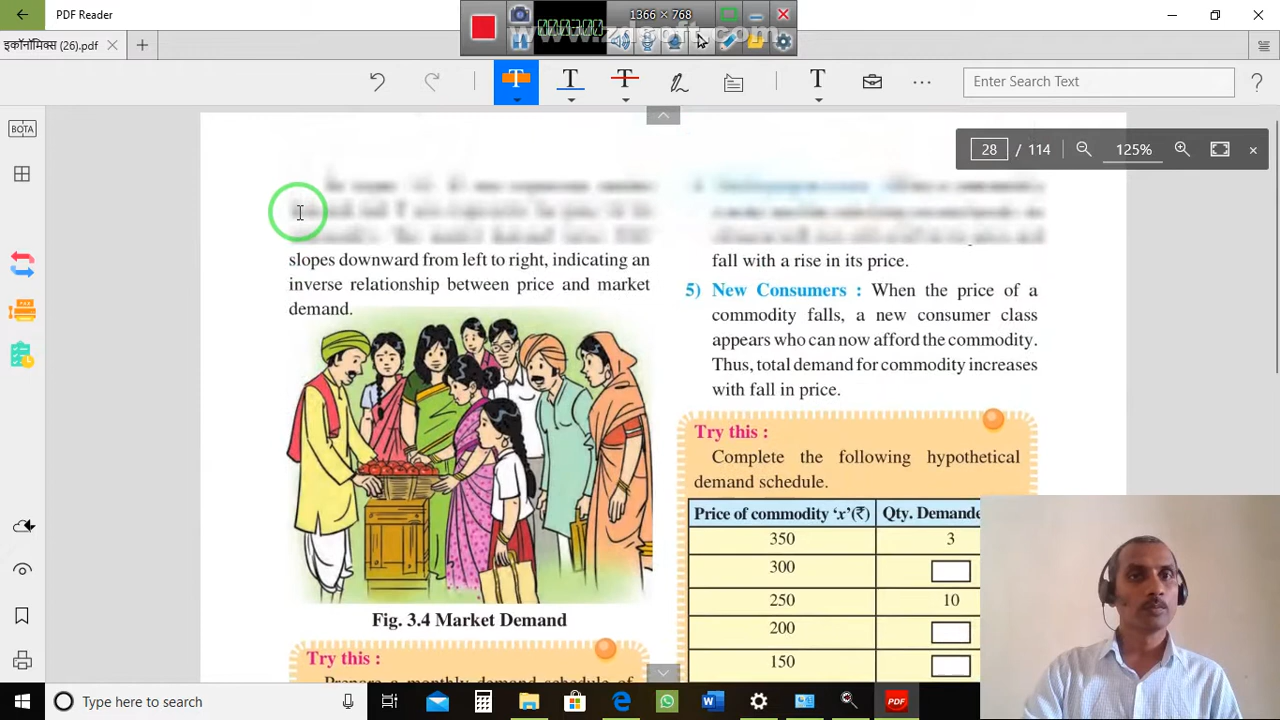 PDF Reader
1366 x 768
www.zdsoft.com
इकॉनॉमिक्स (26).pdf
Enter Search Text
BOTA
28 / 114
125%
slopes downward from left to right, indicating an
inverse relationship between price and market
demand.
Fig. 3.4 Market Demand
Try this :
fall with a rise in its price.
5) New Consumers : When the price of a
commodity falls, a new consumer class
appears who can now afford the commodity.
Thus, total demand for commodity increases
with fall in price.
Try this :
Complete the following hypothetical
demand schedule.
Price of commodity ‘x’(₹) Qty. Demande
350 3
300
250 10
200
150
Type here to search
PDF